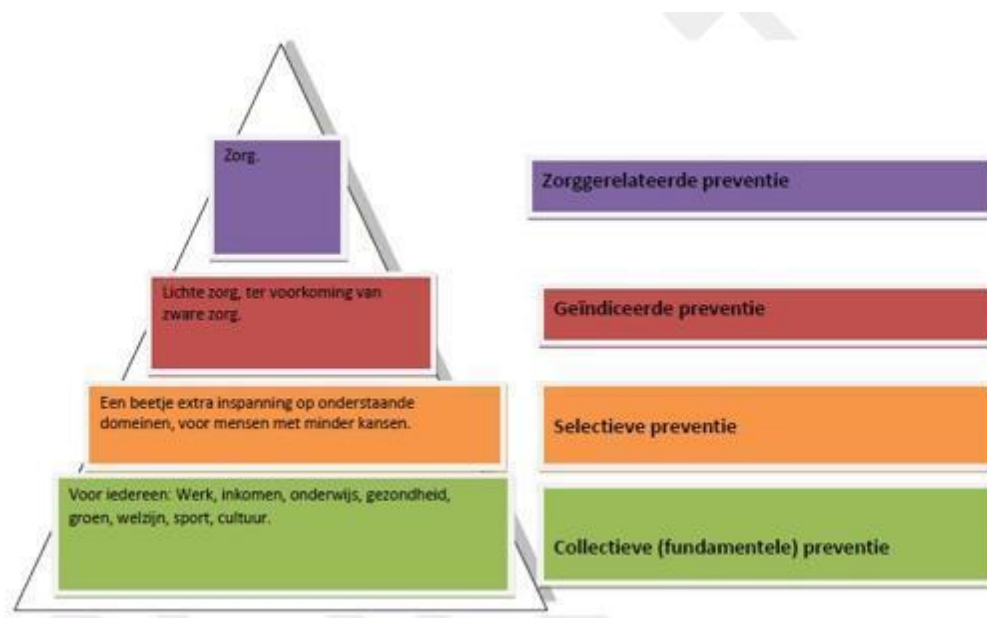 Zorg.
Zorggerelateerde preventie
Lichte zorg, ter voorkoming van
zware zorg.
Geïndiceerde preventie
Een beetje extra inspanning op onderstaande
domeinen, voor mensen met minder kansen.
Selectieve preventie
Voor iedereen: Werk, inkomen, onderwijs, gezondheid,
groen, welzijn, sport, cultuur.
Collectieve (fundamentele) preventie